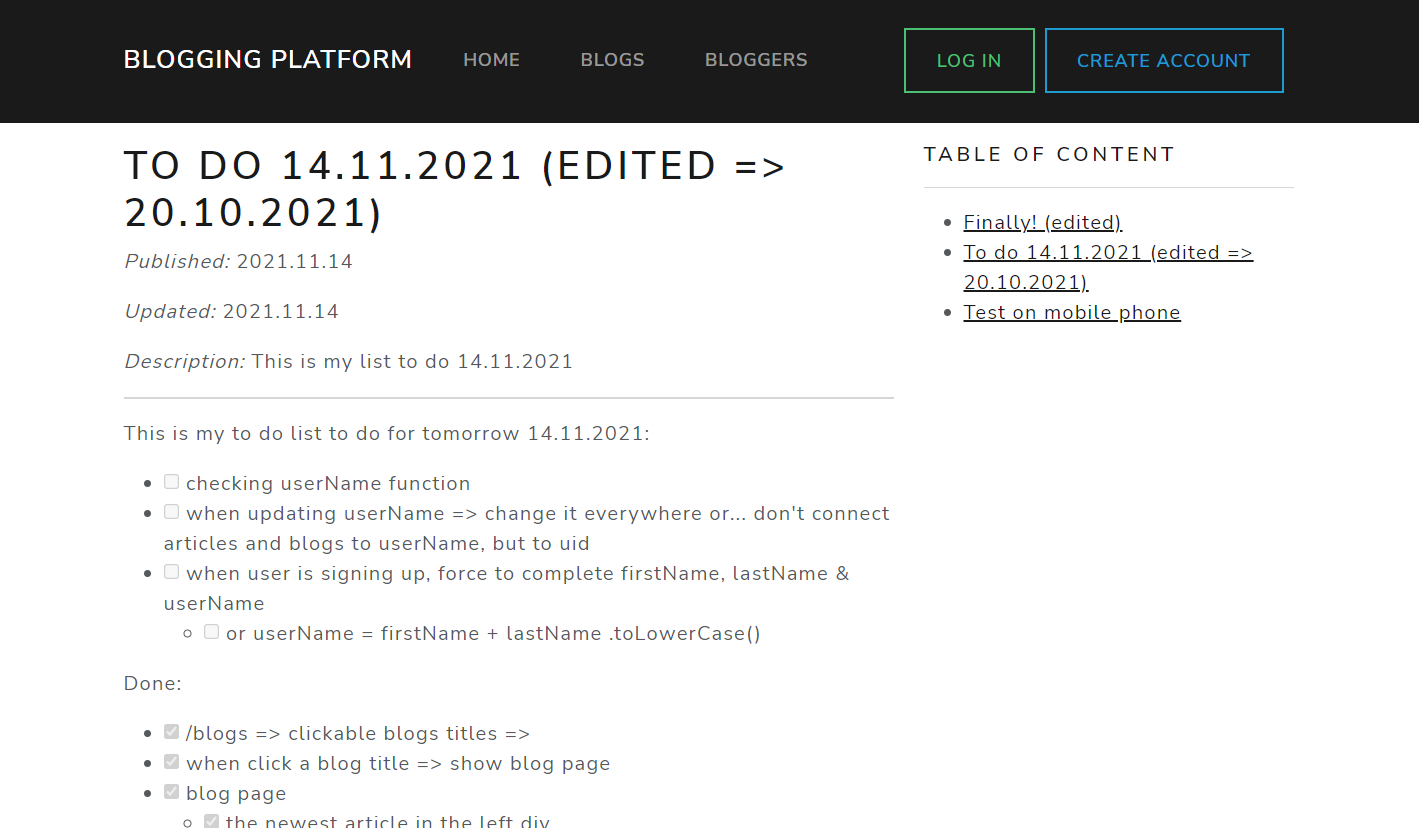 BLOGGING PLATFORM
HOME
BLOGS
BLOGGERS
LOG IN
CREATE ACCOUNT
TO DO 14.11.2021 (EDITED =>
20.10.2021)
Published: 2021.11.14
Updated: 2021.11.14
Description: This is my list to do 14.11.2021
This is my to do list to do for tomorrow 14.11.2021:
checking userName function
when updating userName => change it everywhere or... don't connect
articles and blogs to userName, but to uid
when user is signing up, force to complete firstName, lastName &
userName
or userName = firstName + lastName .toLowerCase()
Done:
/blogs => clickable blogs titles =>
when click a blog title => show blog page
blog page
the newest article in the left div
TABLE OF CONTENT
Finally! (edited)
To do 14.11.2021 (edited =>
20.10.2021)
Test on mobile phone